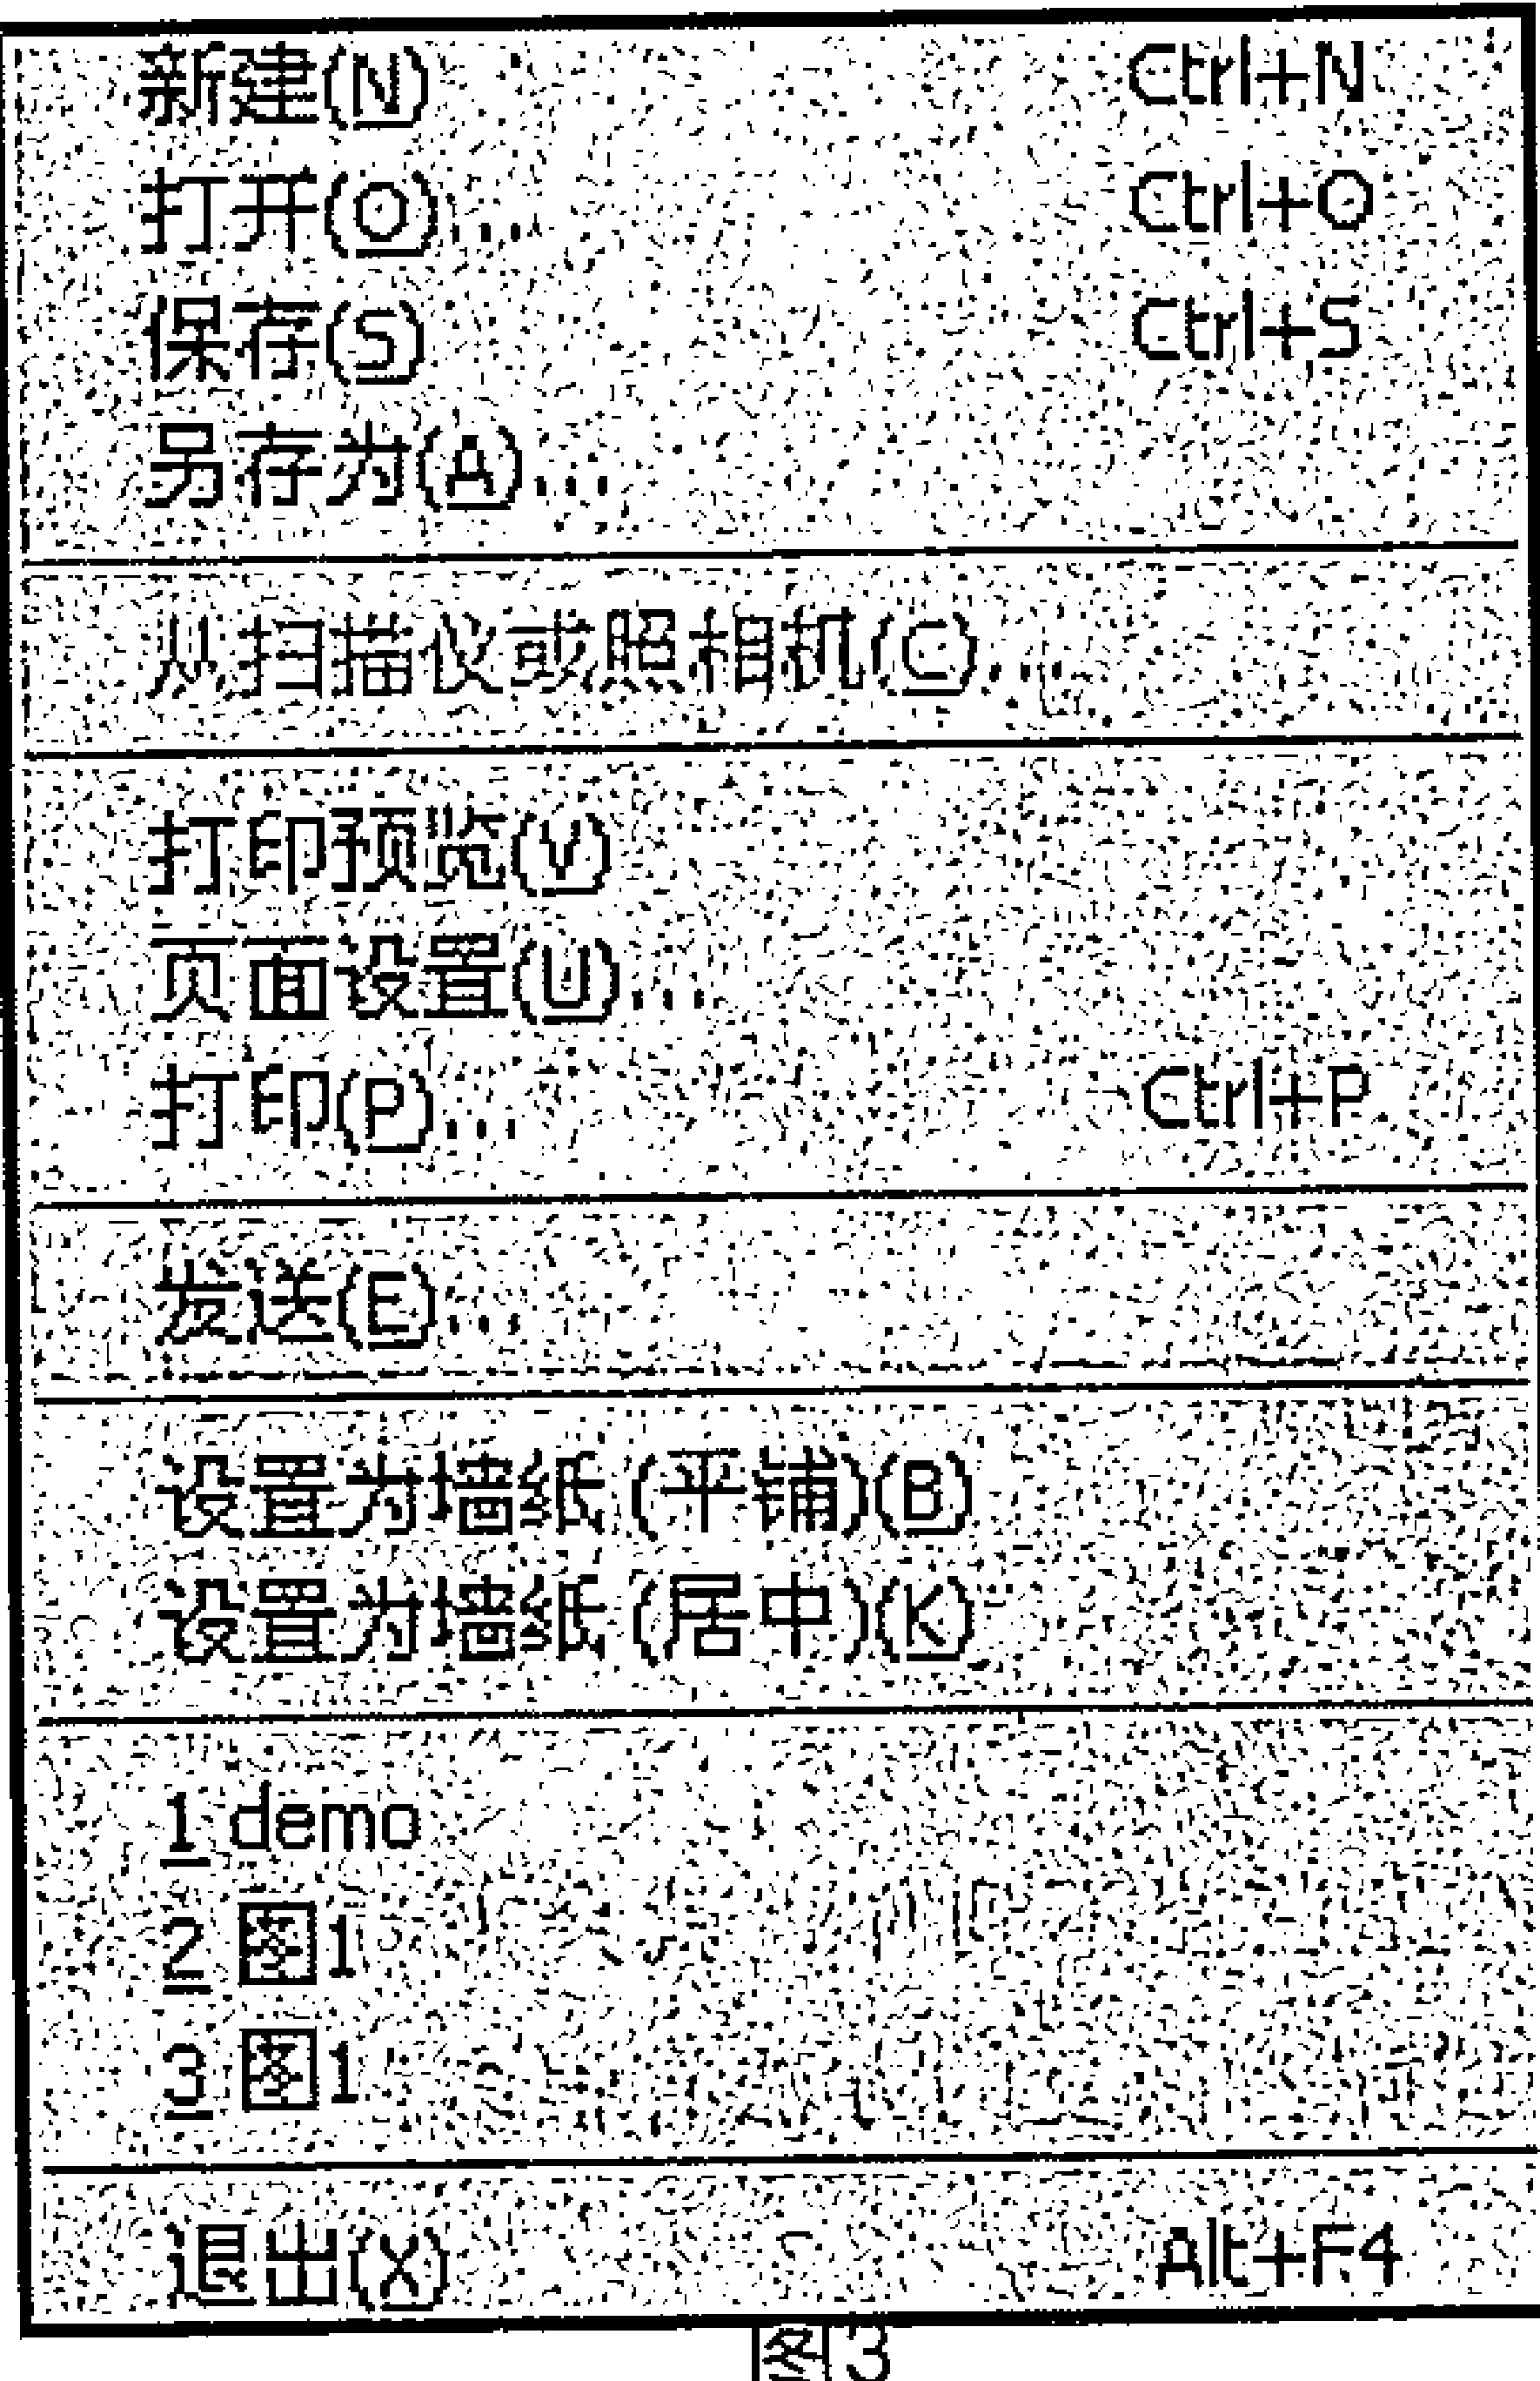 新建(N) Ctrl+N
打开(O)... Ctrl+O
保存(S) Ctrl+S
另存为(A)...
从扫描仪或照相机(C)...
打印预览(V)
页面设置(U)...
打印(P)... Ctrl+P
发送(E)...
设置为墙纸(平铺)(B)
设置为墙纸(居中)(K)
1 demo
2 图1
3 图1
退出(X) Alt+F4
图3